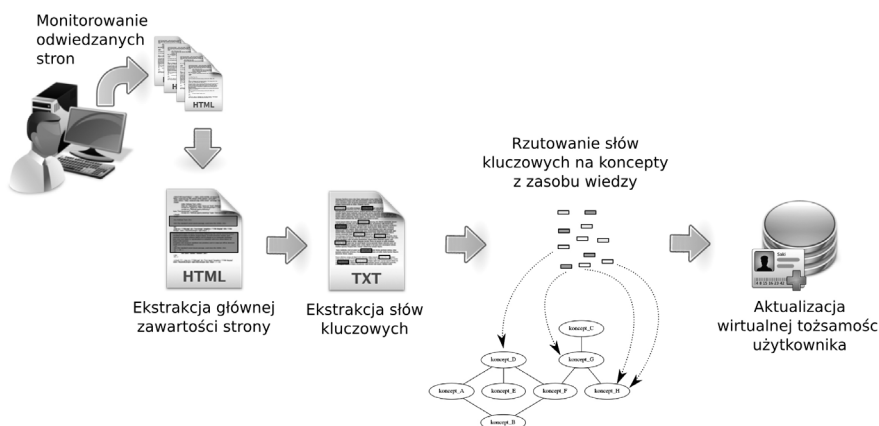 Monitorowanie
odwiedzanych
stron
HTML
Rzutowanie słów
kluczowych na koncepty
z zasobu wiedzy
HTML
TXT
Ekstrakcja głównej
zawartości strony
Ekstrakcja słów
kluczowych
Aktualizacja
wirtualnej tożsamośc
użytkownika
koncept_C
koncept_D
koncept_G
koncept_A
koncept_E
koncept_F
koncept_H
koncept_B